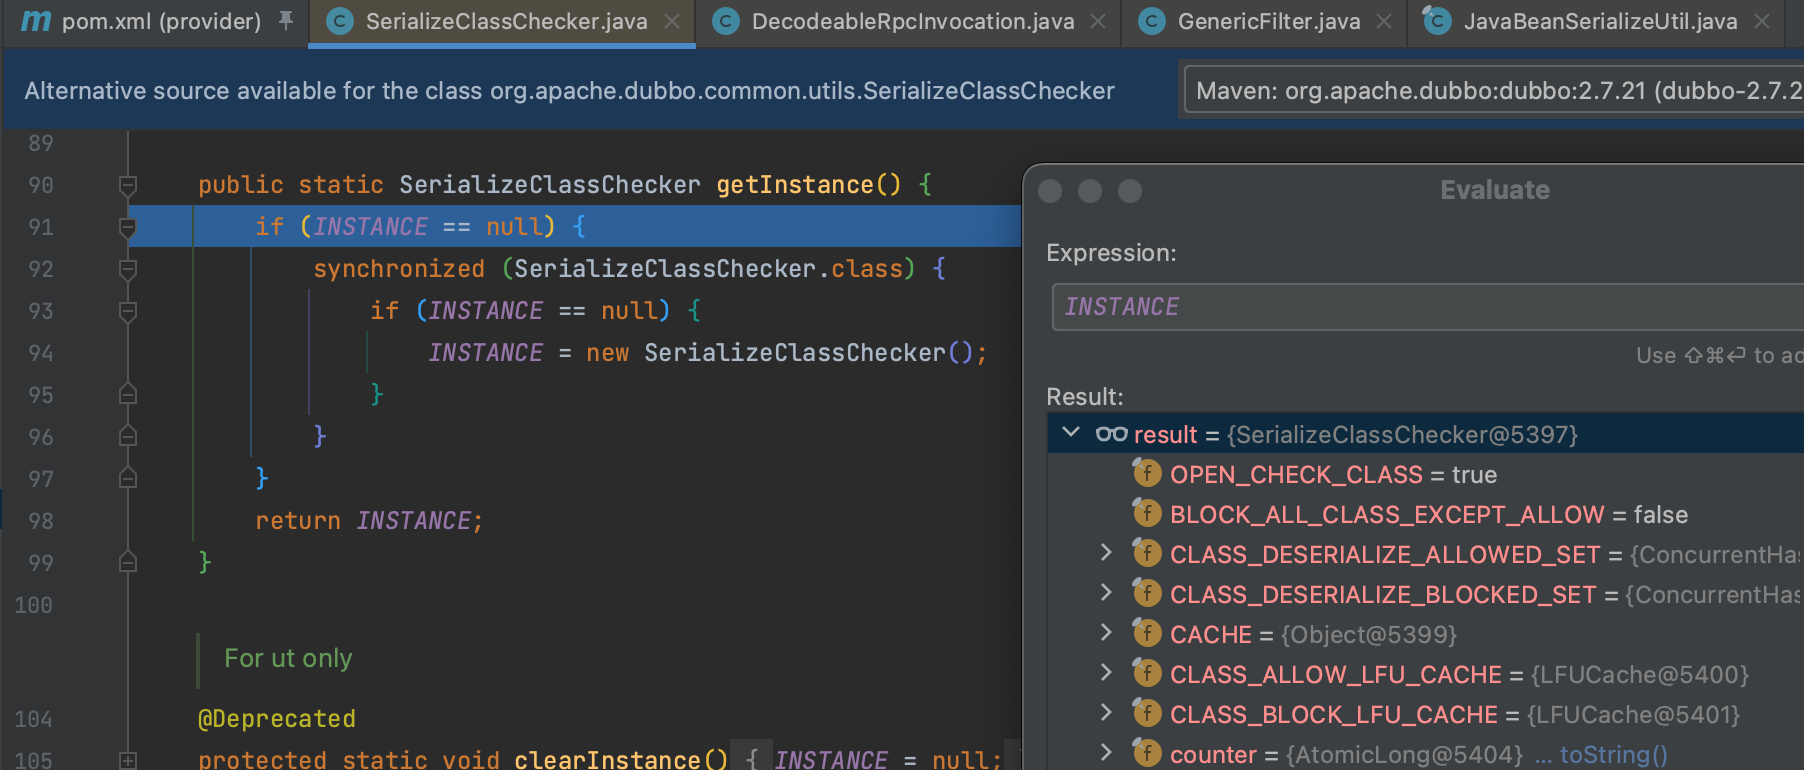 m pom.xml (provider) C SerializeClassChecker.java C DecodeableRpcInvocation.java C GenericFilter.java C JavaBeanSerializeUtil.java
Alternative source available for the class org.apache.dubbo.common.utils.SerializeClassChecker Maven: org.apache.dubbo:dubbo:2.7.21 (dubbo-2.7.2
89
90 public static SerializeClassChecker getInstance() {
91 if (INSTANCE == null) {
92 synchronized (SerializeClassChecker.class) {
93 if (INSTANCE == null) {
94 INSTANCE = new SerializeClassChecker();
95 }
96 }
97 }
98 return INSTANCE;
99 }
100
For ut only
104 @Deprecated
105 protected static void clearInstance() { INSTANCE = null;
Evaluate
Expression:
INSTANCE
Use ⇧⌘⏎ to ad
Result:
result = {SerializeClassChecker@5397}
f OPEN_CHECK_CLASS = true
f BLOCK_ALL_CLASS_EXCEPT_ALLOW = false
f CLASS_DESERIALIZE_ALLOWED_SET = {ConcurrentHas
f CLASS_DESERIALIZE_BLOCKED_SET = {ConcurrentHas
f CACHE = {Object@5399}
f CLASS_ALLOW_LFU_CACHE = {LFUCache@5400}
f CLASS_BLOCK_LFU_CACHE = {LFUCache@5401}
f counter = {AtomicLong@5404} ... toString()